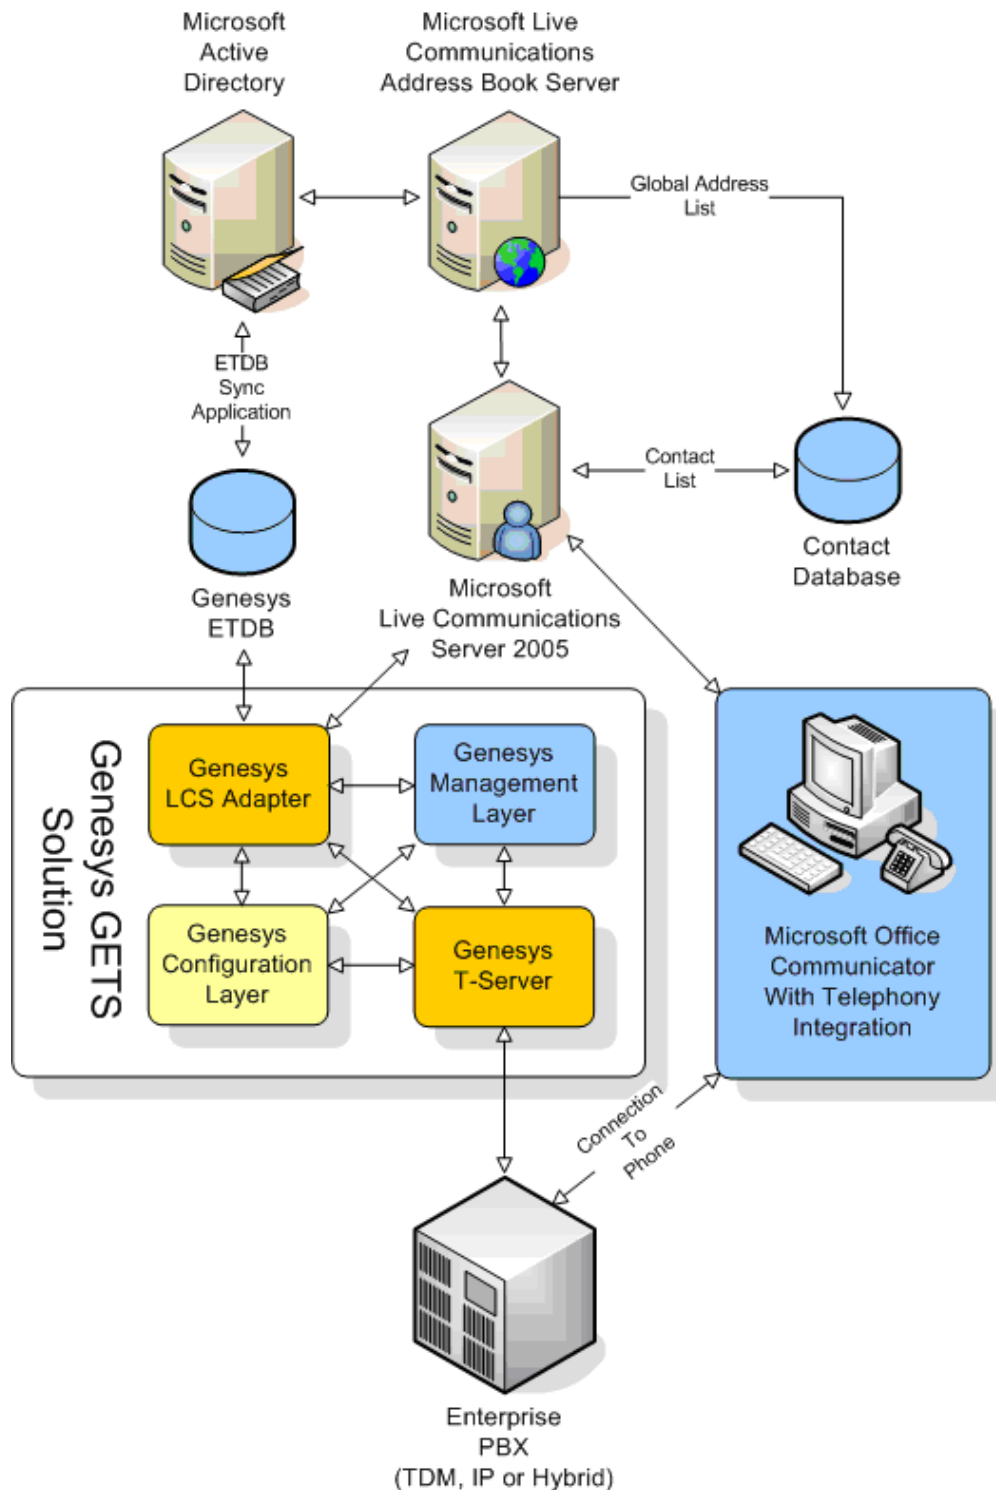 Microsoft
Active
Directory
Microsoft Live
Communications
Address Book Server
Global Address
List
ETDB
Sync
Application
Contact
List
Contact
Database
Genesys
ETDB
Microsoft
Live Communications
Server 2005
Genesys GETS
Solution
Genesys
LCS Adapter
Genesys
Management
Layer
Genesys
Configuration
Layer
Genesys
T-Server
Microsoft Office
Communicator
With Telephony
Integration
Connection
To
Phone
Enterprise
PBX
(TDM, IP or Hybrid)